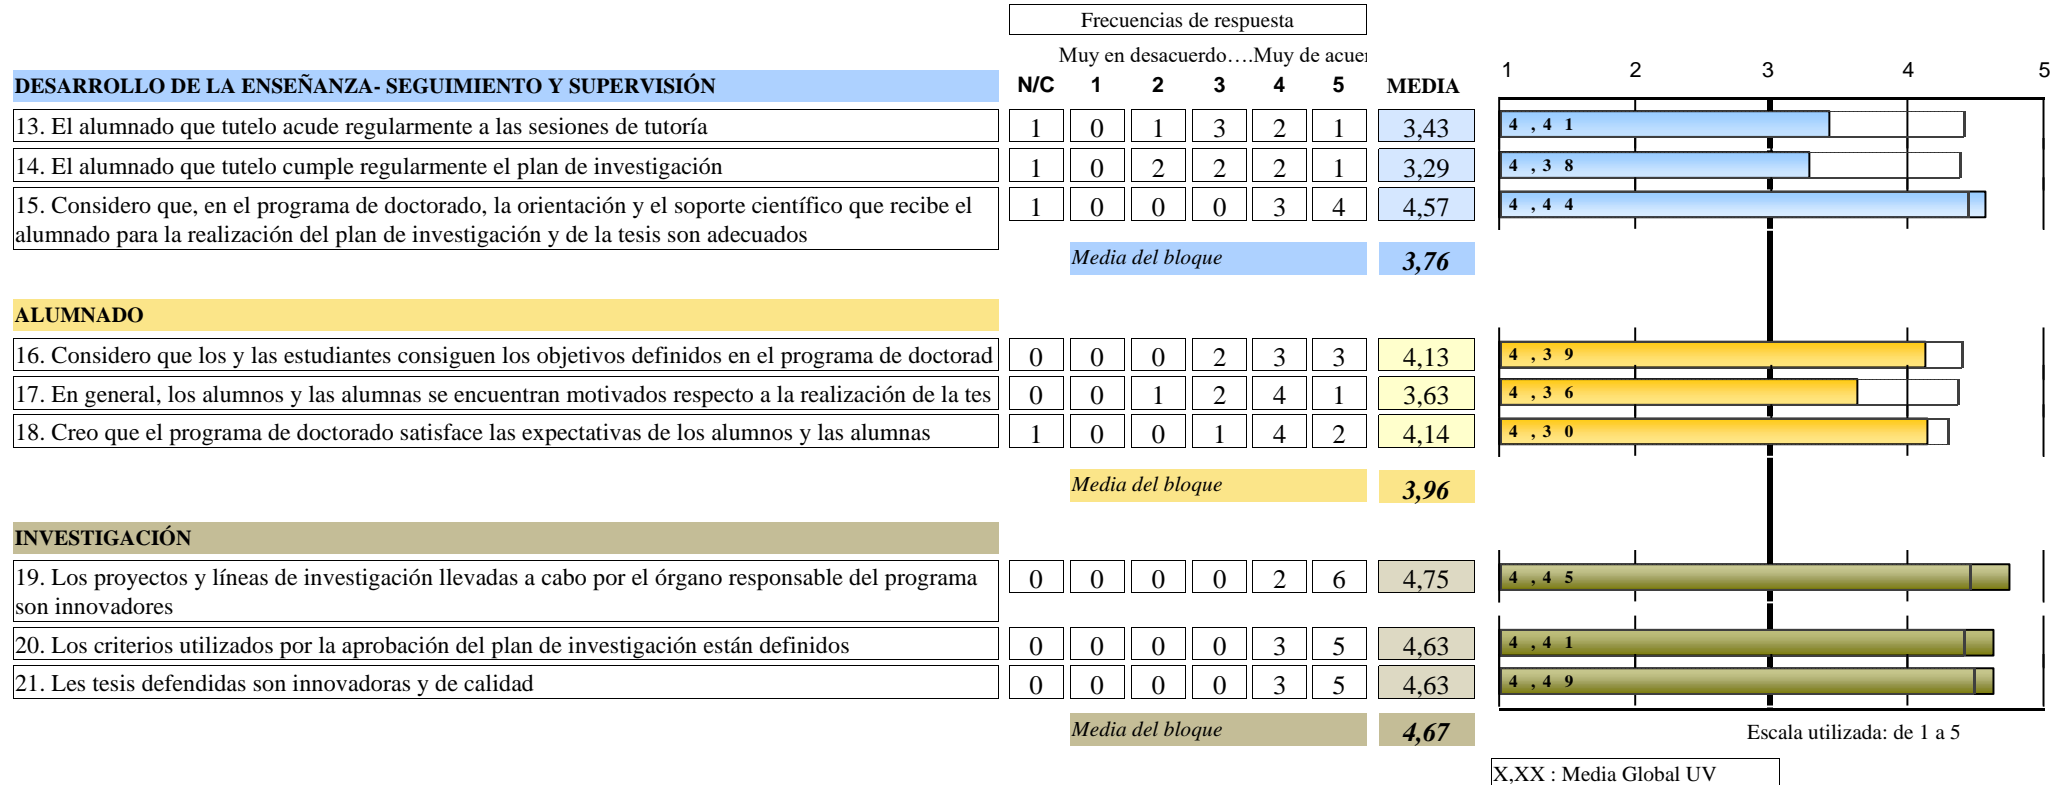 Frecuencias de respuesta
Muy en desacuerdo….Muy de acuer
DESARROLLO DE LA ENSEÑANZA- SEGUIMIENTO Y SUPERVISIÓN N/C 1 2 3 4 5 MEDIA 1 2 3 4 5
13. El alumnado que tutelo acude regularmente a las sesiones de tutoría 1 0 1 3 2 1 3,43 4,41
14. El alumnado que tutelo cumple regularmente el plan de investigación 1 0 2 2 2 1 3,29 4,38
15. Considero que, en el programa de doctorado, la orientación y el soporte científico que recibe el 1 0 0 0 3 4 4,57 4,44
alumnado para la realización del plan de investigación y de la tesis son adecuados
Media del bloque 3,76
ALUMNADO
16. Considero que los y las estudiantes consiguen los objetivos definidos en el programa de doctorad 0 0 0 2 3 3 4,13 4,39
17. En general, los alumnos y las alumnas se encuentran motivados respecto a la realización de la tes 0 0 1 2 4 1 3,63 4,36
18. Creo que el programa de doctorado satisface las expectativas de los alumnos y las alumnas 1 0 0 1 4 2 4,14 4,30
Media del bloque 3,96
INVESTIGACIÓN
19. Los proyectos y líneas de investigación llevadas a cabo por el órgano responsable del programa 0 0 0 0 2 6 4,75 4,45
son innovadores
20. Los criterios utilizados por la aprobación del plan de investigación están definidos 0 0 0 0 3 5 4,63 4,41
21. Les tesis defendidas son innovadoras y de calidad 0 0 0 0 3 5 4,63 4,49
Media del bloque 4,67 Escala utilizada: de 1 a 5
X,XX : Media Global UV